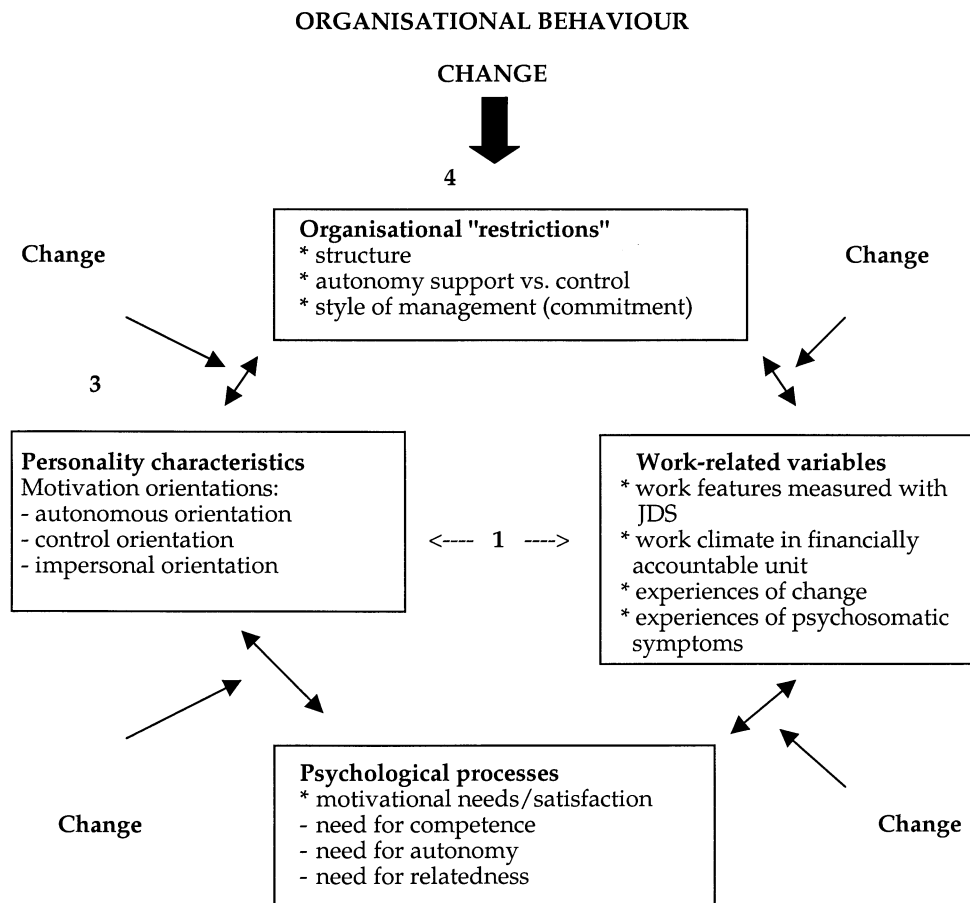 ORGANISATIONAL BEHAVIOUR
CHANGE
4
Organisational "restrictions"
* structure
* autonomy support vs. control
* style of management (commitment)
Change
Change
3
Personality characteristics
Motivation orientations:
- autonomous orientation
- control orientation
- impersonal orientation
<---- 1 ---->
Work-related variables
* work features measured with
JDS
* work climate in financially
accountable unit
* experiences of change
* experiences of psychosomatic
symptoms
Psychological processes
* motivational needs/satisfaction
- need for competence
- need for autonomy
- need for relatedness
Change
Change